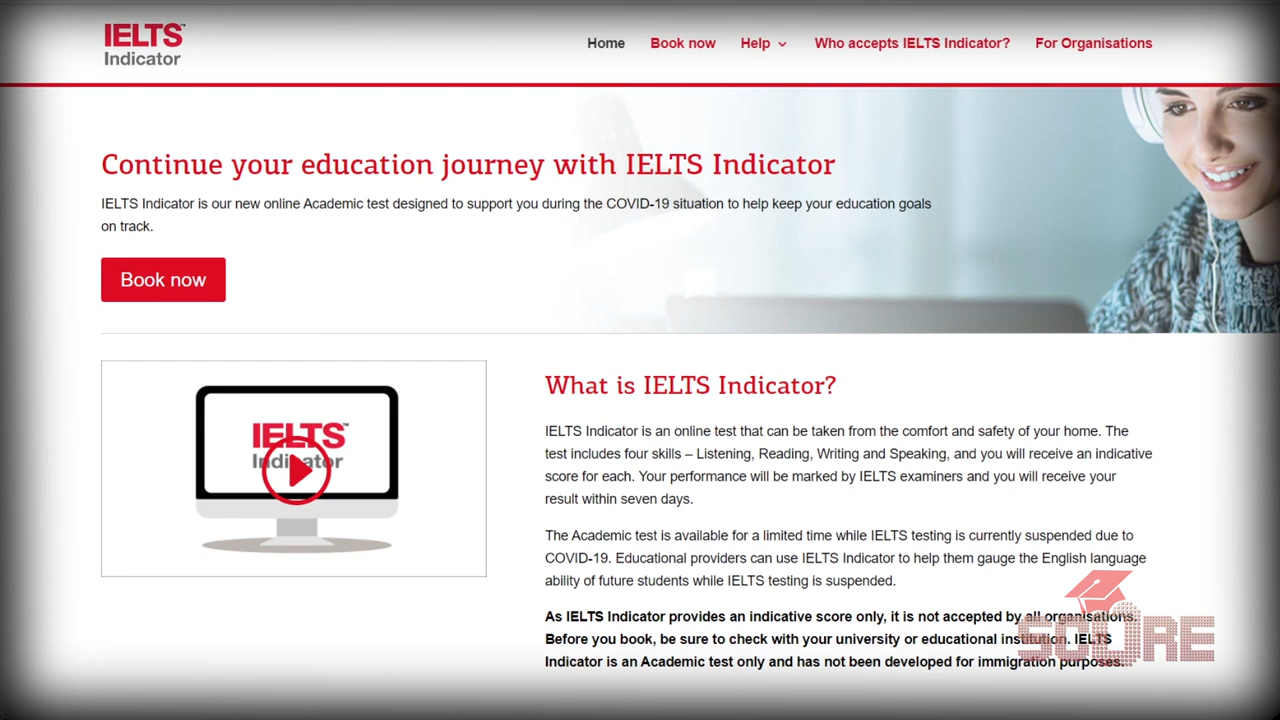 IELTS™
Indicator
Home
Book now
Help
Who accepts IELTS Indicator?
For Organisations
Continue your education journey with IELTS Indicator
IELTS Indicator is our new online Academic test designed to support you during the COVID-19 situation to help keep your education goals
on track.
Book now
IELTS™
Indicator
What is IELTS Indicator?
IELTS Indicator is an online test that can be taken from the comfort and safety of your home. The
test includes four skills – Listening, Reading, Writing and Speaking, and you will receive an indicative
score for each. Your performance will be marked by IELTS examiners and you will receive your
result within seven days.
The Academic test is available for a limited time while IELTS testing is currently suspended due to
COVID-19. Educational providers can use IELTS Indicator to help them gauge the English language
ability of future students while IELTS testing is suspended.
As IELTS Indicator provides an indicative score only, it is not accepted by all organisations.
Before you book, be sure to check with your university or educational institution. IELTS
Indicator is an Academic test only and has not been developed for immigration purposes.
SCORE